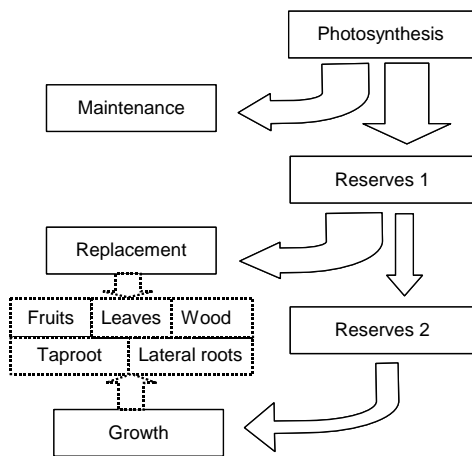 Photosynthesis
Maintenance
Reserves 1
Replacement
Fruits Leaves Wood
Reserves 2
Taproot Lateral roots
Growth